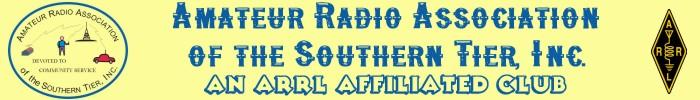 AMATEUR RADIO ASSOCIATION
DEVOTED TO
COMMUNITY SERVICE
of the SOUTHERN TIER, INC.
AMATEUR RADIO ASSOCIATION
OF THE SOUTHERN TIER, INC.
AN ARRL AFFILIATED CLUB
A
R R
L